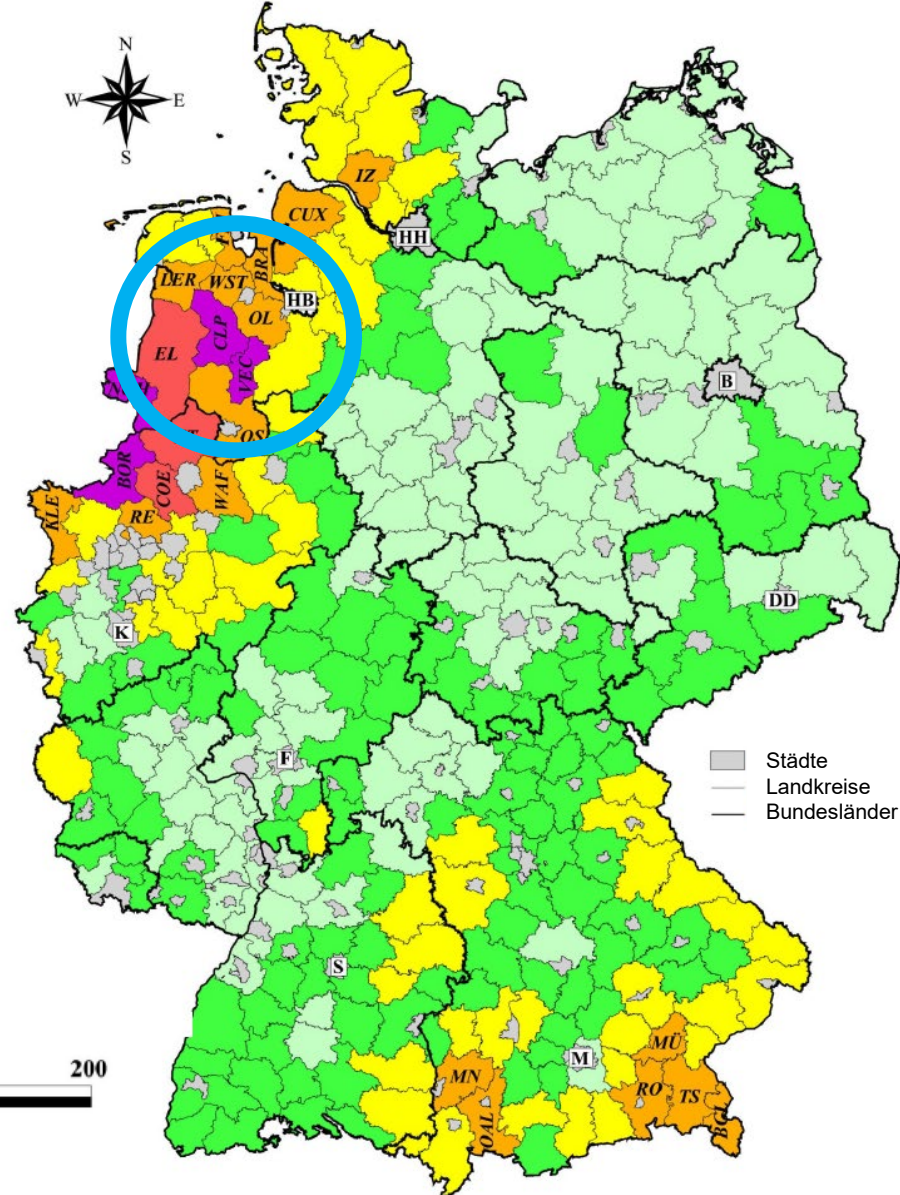 N
W E
S
IZ
CUX
HH
LER WST BRA
HB
OL
CLP
EL
VEC
B
OS
BOR
COE
WAF
KLE
RE
DD
K
F
Städte
Landkreise
Bundesländer
S
200
M
MÜ
MN
RO TS
OAL
BGL